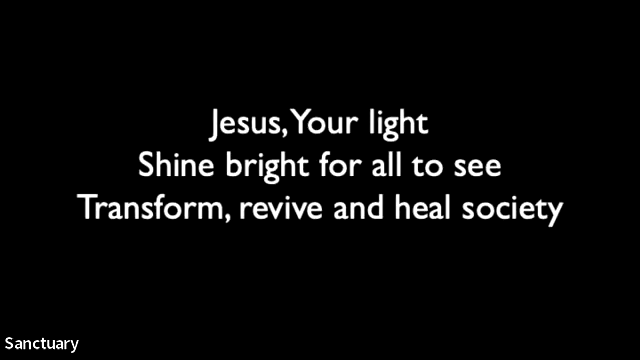 Jesus, Your light
Shine bright for all to see
Transform, revive and heal society
Sanctuary